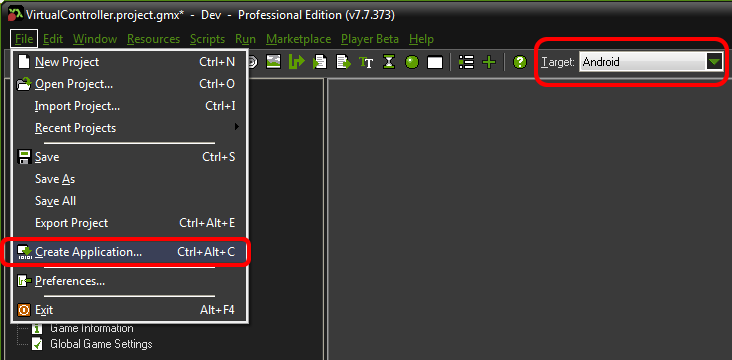 VirtualController.project.gmx* - Dev - Professional Edition (v7.7.373)
File Edit Window Resources Scripts Run Marketplace Player Beta Help
Target: Android
New Project Ctrl+N
Open Project... Ctrl+O
Import Project... Ctrl+I
Recent Projects
Save Ctrl+S
Save As
Save All
Export Project Ctrl+Alt+E
Create Application... Ctrl+Alt+C
Preferences...
Exit Alt+F4
Game Information
Global Game Settings